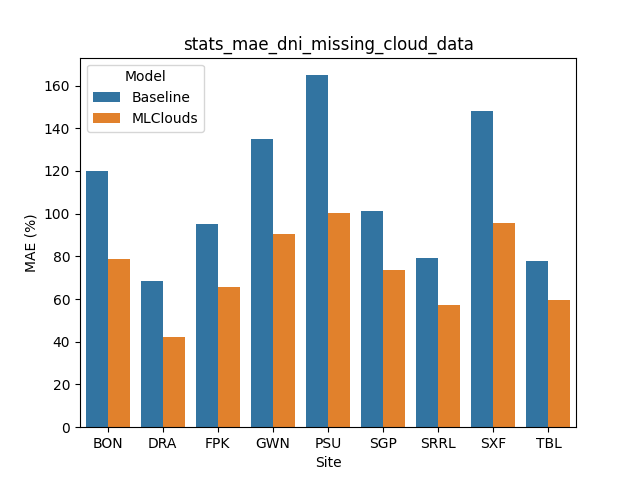 stats_mae_dni_missing_cloud_data
Model
Baseline
MLClouds
MAE (%)
160
140
120
100
80
60
40
20
0
BON DRA FPK GWN PSU SGP SRRL SXF TBL
Site